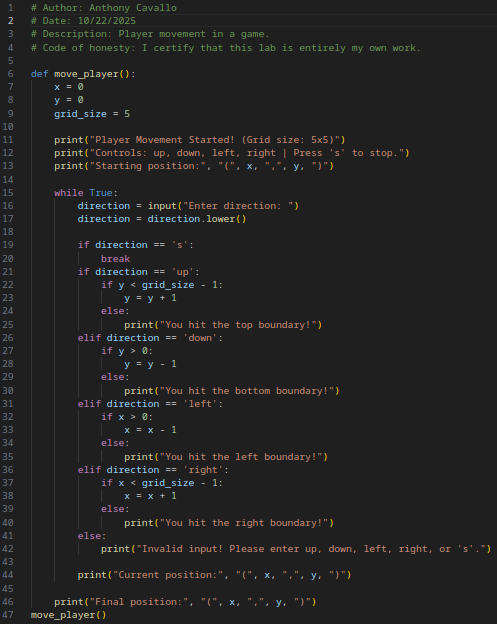 1 # Author: Anthony Cavallo
2 # Date: 10/22/2025
3 # Description: Player movement in a game.
4 # Code of honesty: I certify that this lab is entirely my own work.
5
6 def move_player():
7     x = 0
8     y = 0
9     grid_size = 5
10
11     print("Player Movement Started! (Grid size: 5x5)")
12     print("Controls: up, down, left, right | Press 's' to stop.")
13     print("Starting position:", "(", x, ",", y, ")")
14
15     while True:
16         direction = input("Enter direction: ")
17         direction = direction.lower()
18
19         if direction == 's':
20             break
21         if direction == 'up':
22             if y < grid_size - 1:
23                 y = y + 1
24             else:
25                 print("You hit the top boundary!")
26         elif direction == 'down':
27             if y > 0:
28                 y = y - 1
29             else:
30                 print("You hit the bottom boundary!")
31         elif direction == 'left':
32             if x > 0:
33                 x = x - 1
34             else:
35                 print("You hit the left boundary!")
36         elif direction == 'right':
37             if x < grid_size - 1:
38                 x = x + 1
39             else:
40                 print("You hit the right boundary!")
41         else:
42             print("Invalid input! Please enter up, down, left, right, or 's'.")
43
44         print("Current position:", "(", x, ",", y, ")")
45
46     print("Final position:", "(", x, ",", y, ")")
47 move_player()